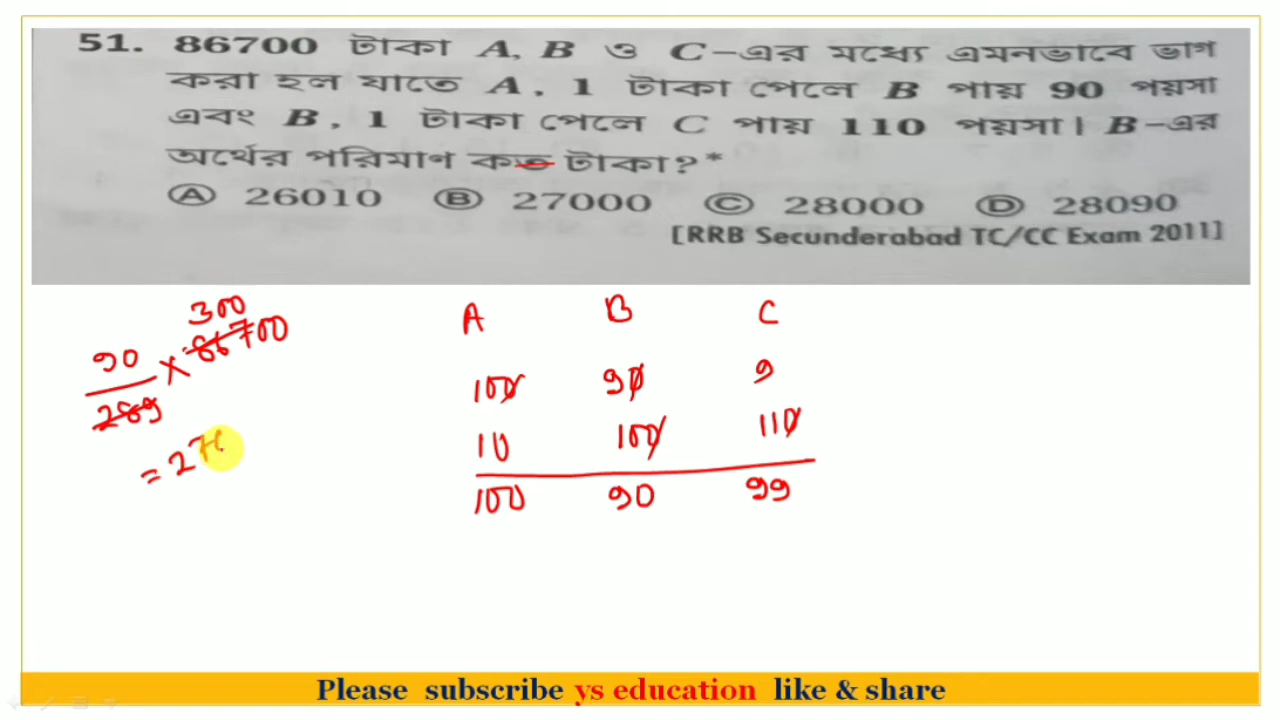 51. 86700 টাকা A, B ও C-এর মধ্যে এমনভাবে ভাগ
করা হল যাতে A, 1 টাকা পেলে B পায় 90 পয়সা
এবং B, 1 টাকা পেলে C পায় 110 পয়সা। B-এর
অর্থের পরিমাণ কত টাকা?*
A 26010 B 27000 C 28000 D 28090
[RRB Secunderabad TC/CC Exam 2011]
300
90/289 × 86700
= 270
A B C
100 90 9
10 100 110
100 90 99
Please subscribe ys education like & share